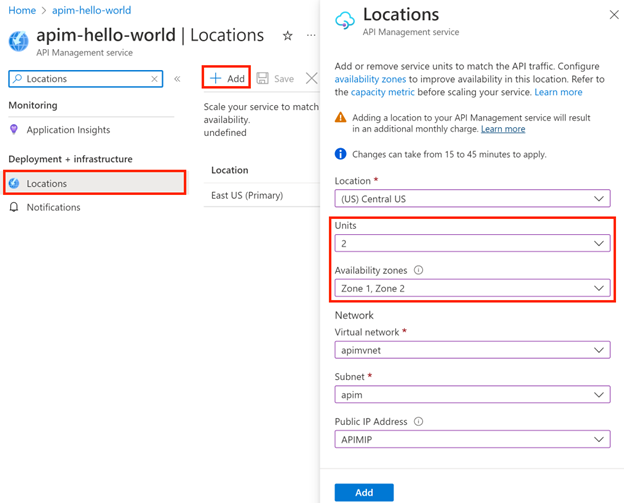 Home > apim-hello-world
apim-hello-world | Locations
API Management service
Locations
Add
Save
Monitoring
Application Insights
Deployment + infrastructure
Locations
Notifications
Scale your service to match
availability.
undefined
Location
East US (Primary)
Locations
API Management service
Add or remove service units to match the API traffic. Configure
availability zones to improve availability in this location. Refer to
the capacity metric before scaling your service. Learn more
Adding a location to your API Management service will result
in an additional monthly charge. Learn more
Changes can take from 15 to 45 minutes to apply.
Location *
(US) Central US
Units
2
Availability zones
Zone 1, Zone 2
Network
Virtual network *
apimvnet
Subnet *
apim
Public IP Address
APIMIP
Add